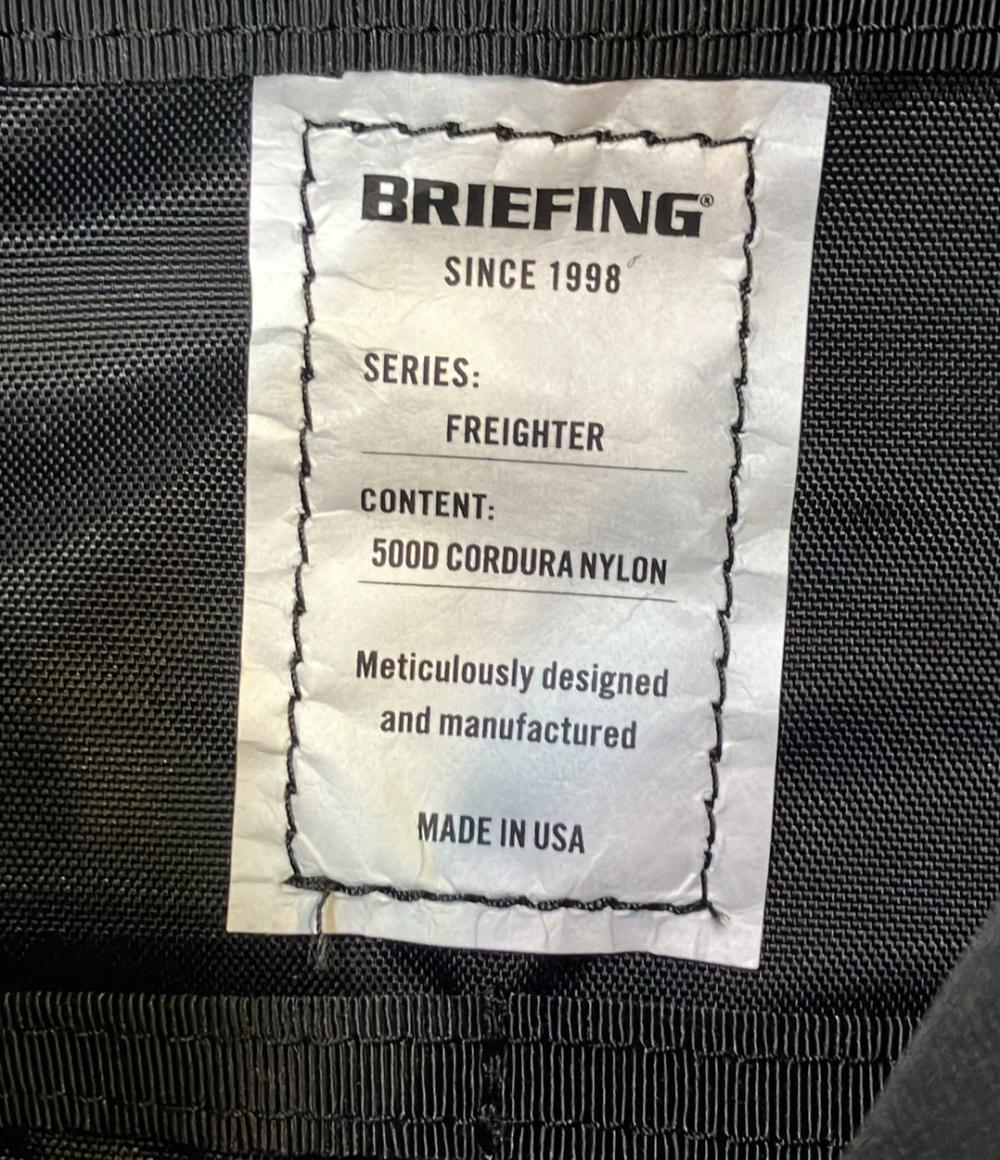 BRIEFING®
SINCE 1998
SERIES:
FREIGHTER
CONTENT:
500D CORDURA NYLON
Meticulously designed
and manufactured
MADE IN USA